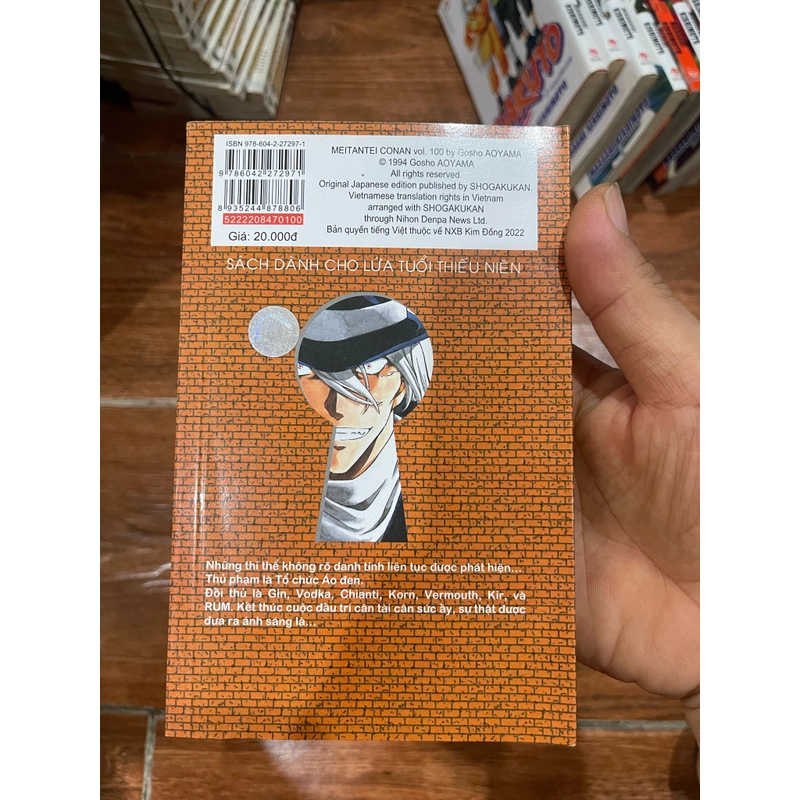 ISBN 978-604-2-27297-1
9 786042 272971
8 935244 878806
5222208470100
Giá: 20.000đ
MEITANTEI CONAN vol. 100 by Gosho AOYAMA
© 1994 Gosho AOYAMA
All rights reserved.
Original Japanese edition published by SHOGAKUKAN.
Vietnamese translation rights in Vietnam
arranged with SHOGAKUKAN
through Nihon Denpa News Ltd.
Bản quyền tiếng Việt thuộc về NXB Kim Đồng 2022
SÁCH DÀNH CHO LỨA TUỔI THIẾU NIÊN
Những thi thể không rõ danh tính liên tục được phát hiện...
Thủ phạm là Tổ chức Áo đen.
Đối thủ là Gin, Vodka, Chianti, Korn, Vermouth, Kir, và
RUM. Kết thúc cuộc đấu trí cân tài cân sức ấy, sự thật được
đưa ra ánh sáng là...